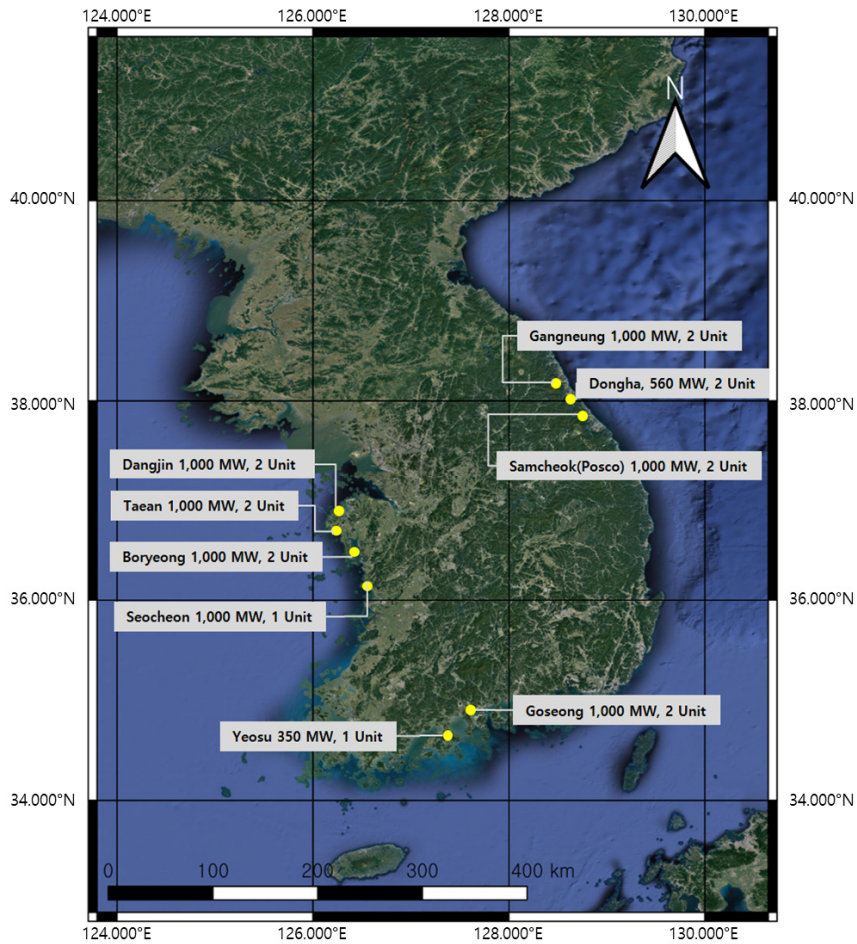 124.000°E 126.000°E 128.000°E 130.000°E
N
40.000°N 40.000°N
Gangneung 1,000 MW, 2 Unit
Dongha, 560 MW, 2 Unit
38.000°N 38.000°N
Dangjin 1,000 MW, 2 Unit
Samcheok(Posco) 1,000 MW, 2 Unit
Taean 1,000 MW, 2 Unit
Boryeong 1,000 MW, 2 Unit
36.000°N 36.000°N
Seocheon 1,000 MW, 1 Unit
Goseong 1,000 MW, 2 Unit
Yeosu 350 MW, 1 Unit
34.000°N 34.000°N
0 100 200 300 400 km
124.000°E 126.000°E 128.000°E 130.000°E